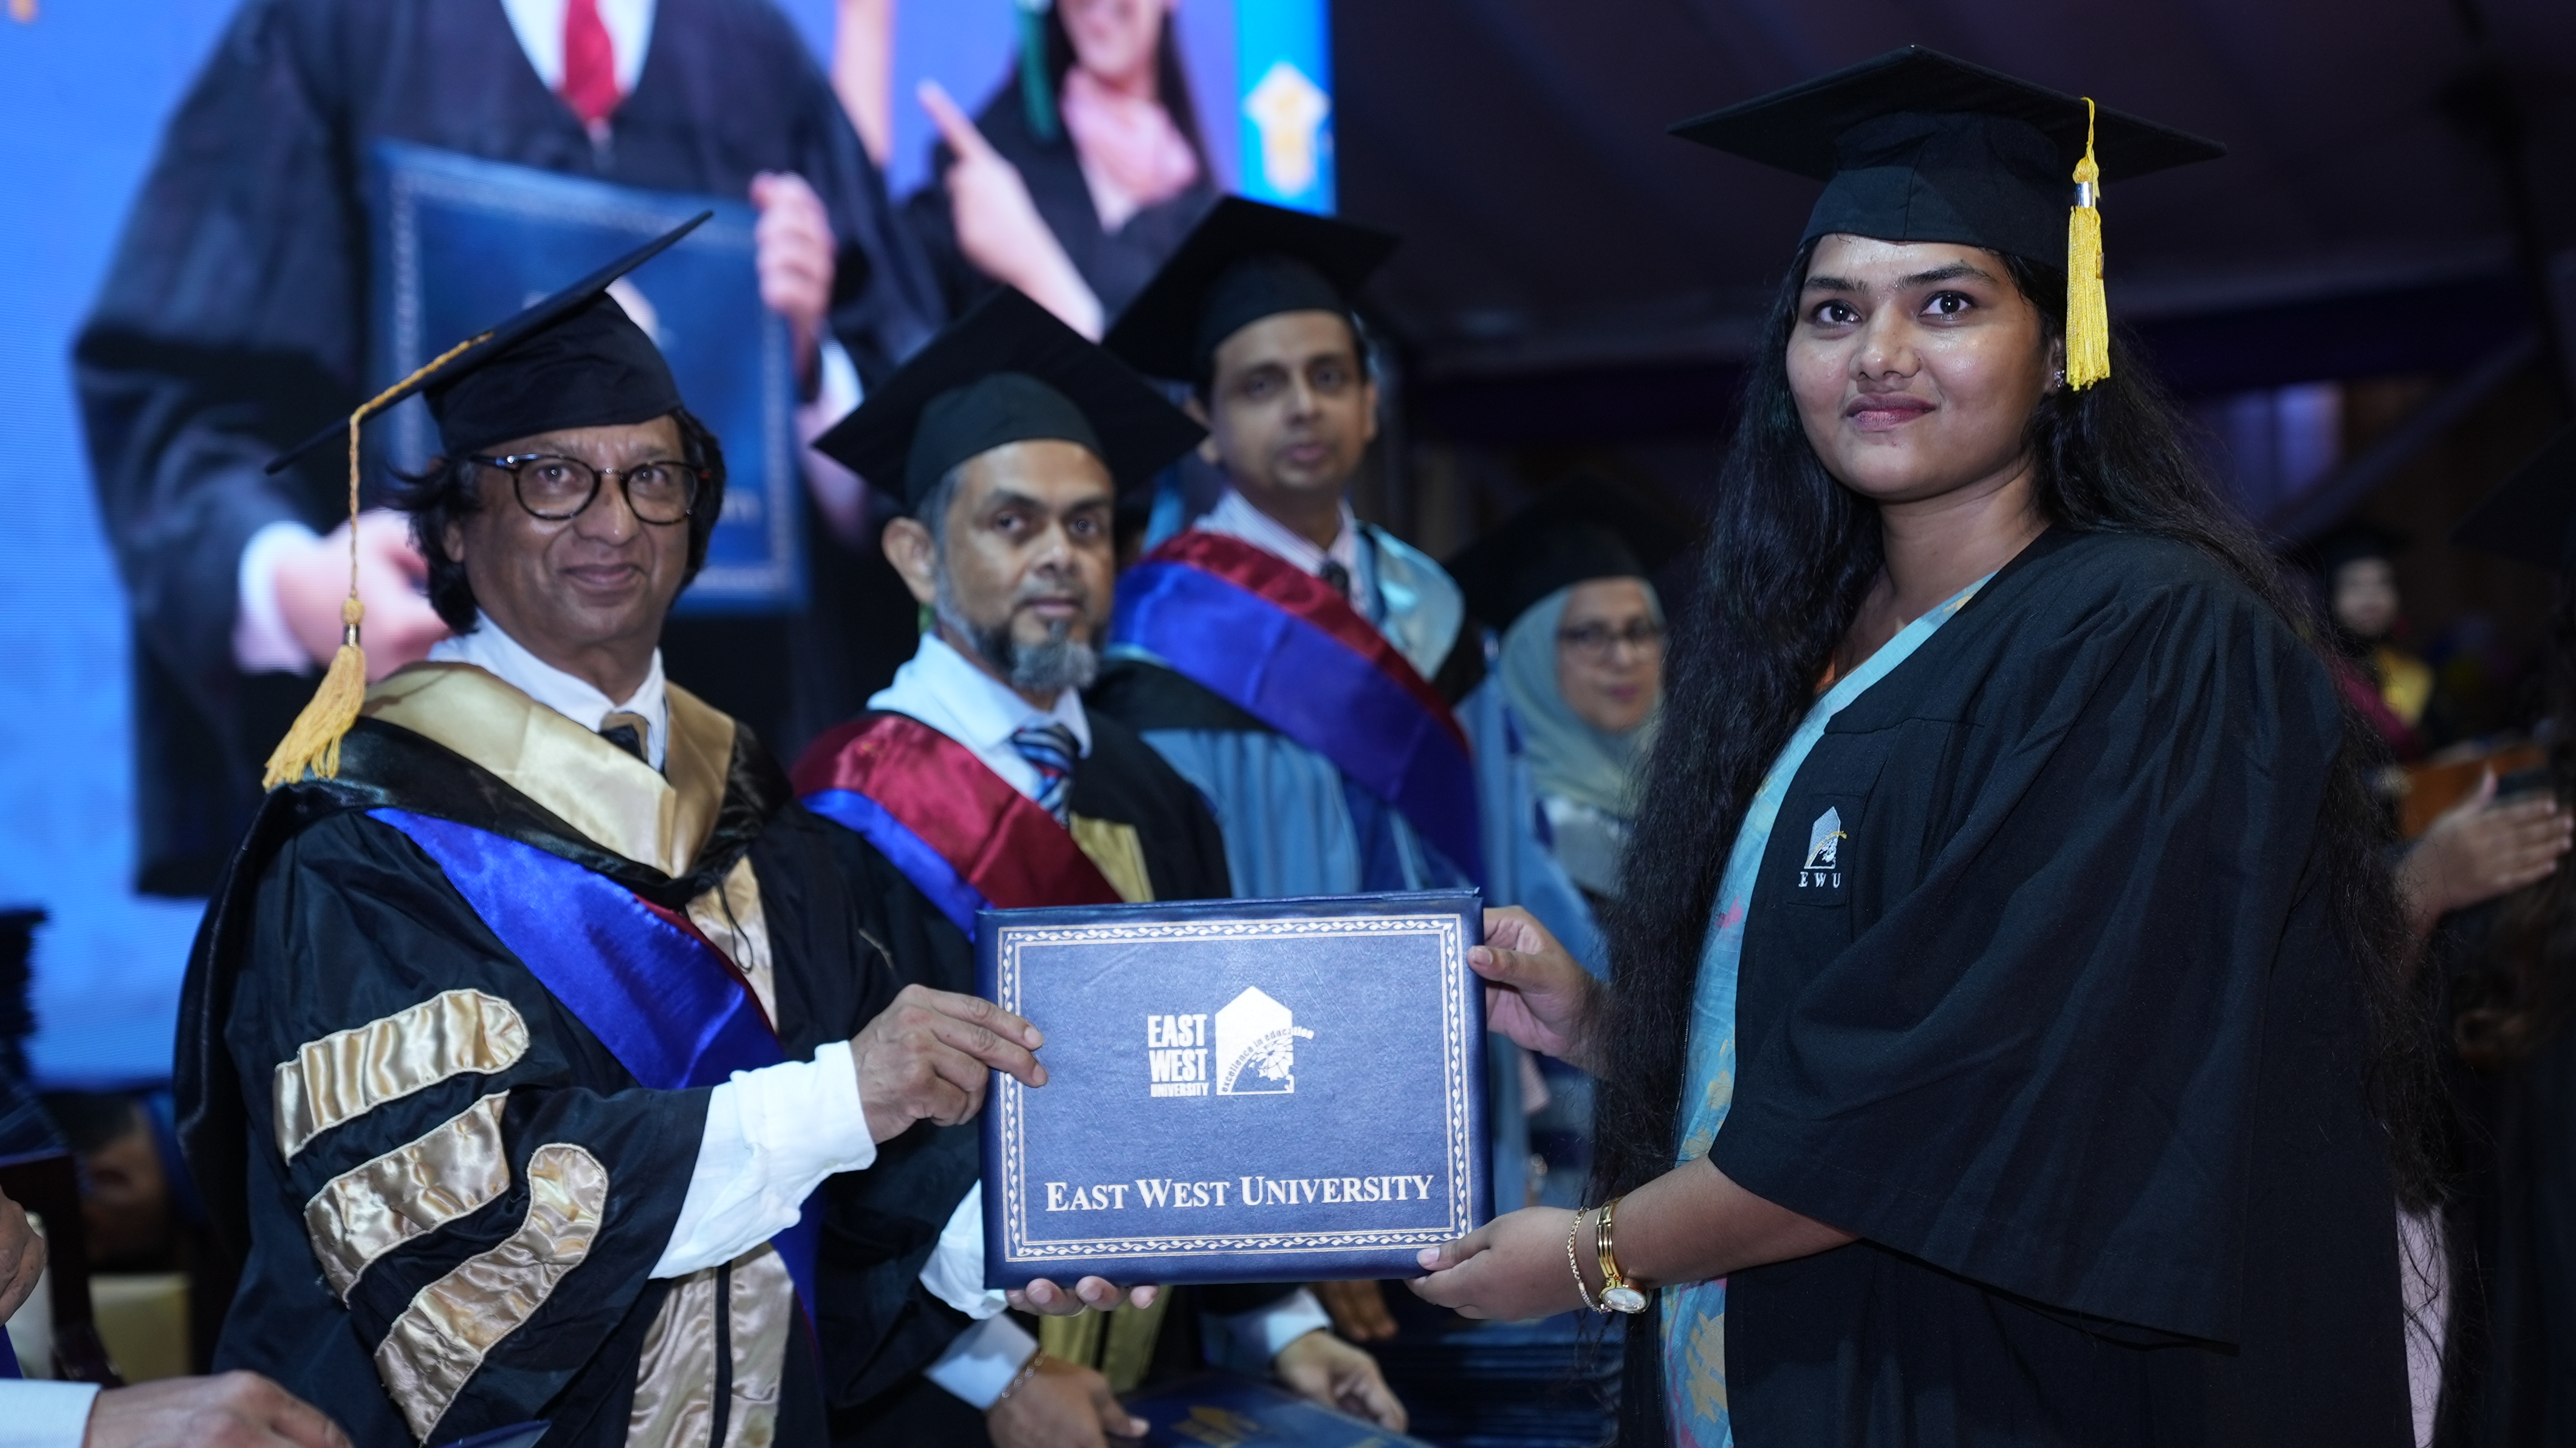 EAST
WEST
UNIVERSITY
excellence in education
EAST WEST UNIVERSITY
EWU